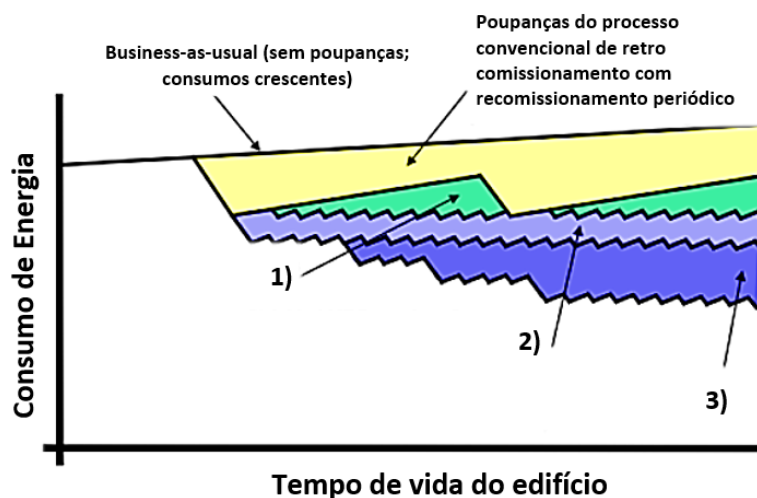 Business-as-usual (sem poupanças;
consumos crescentes)
Poupanças do processo
convencional de retro
comissionamento com
recomissionamento periódico
Consumo de Energia
1)
2)
3)
Tempo de vida do edifício